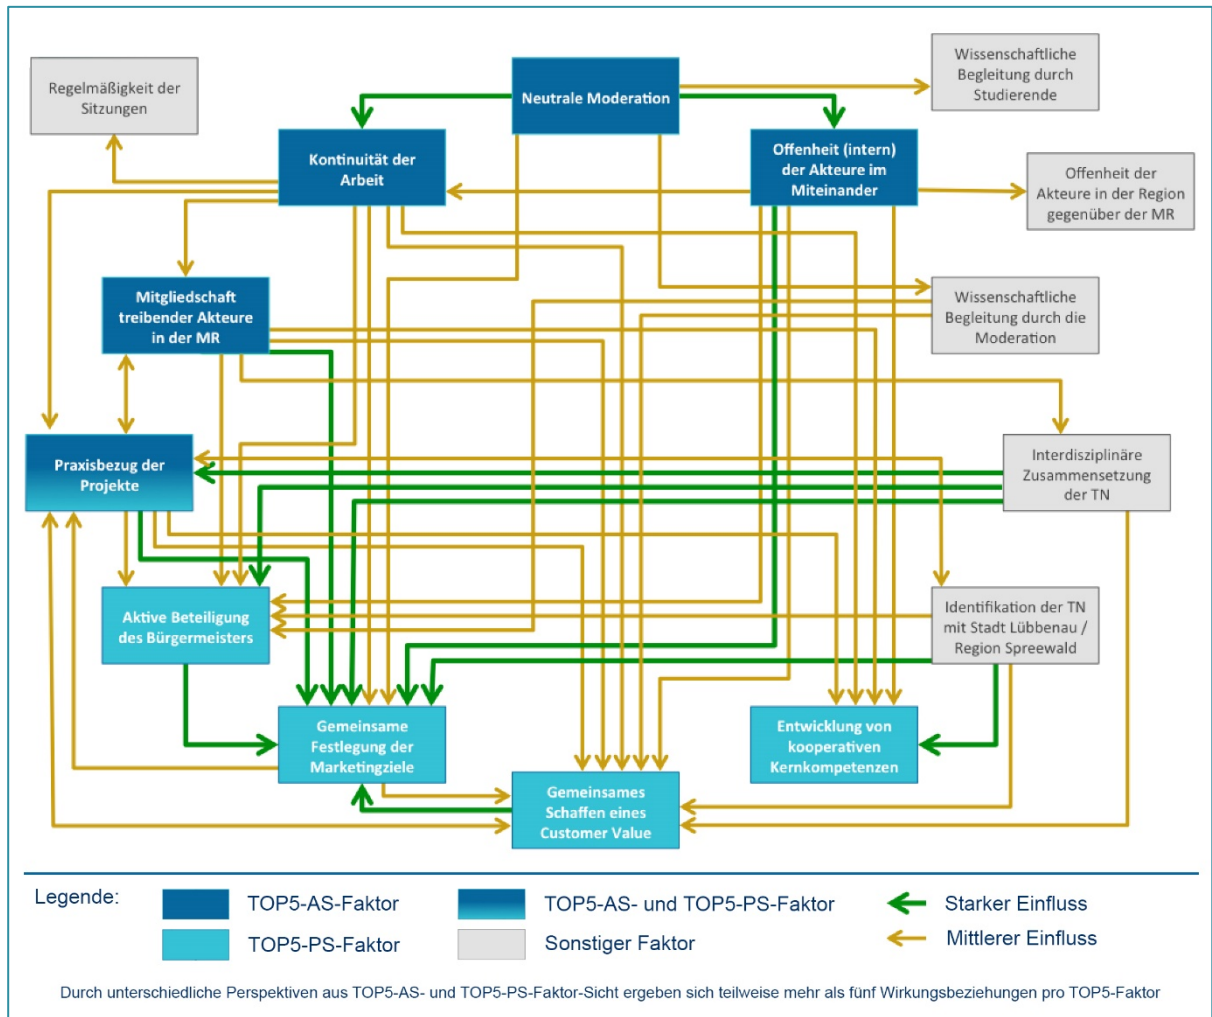 Regelmäßigkeit der
Sitzungen
Neutrale Moderation
Wissenschaftliche
Begleitung durch
Studierende
Kontinuität der
Arbeit
Offenheit (intern)
der Akteure im
Miteinander
Offenheit der
Akteure in der Region
gegenüber der MR
Mitgliedschaft
treibender Akteure
in der MR
Wissenschaftliche
Begleitung durch die
Moderation
Praxisbezug der
Projekte
Interdisziplinäre
Zusammensetzung
der TN
Aktive Beteiligung
des Bürgermeisters
Identifikation der TN
mit Stadt Lübbenau /
Region Spreewald
Gemeinsame
Festlegung der
Marketingziele
Entwicklung von
kooperativen
Kernkompetenzen
Gemeinsames
Schaffen eines
Customer Value
Legende:
TOP5-AS-Faktor
TOP5-AS- und TOP5-PS-Faktor
Starker Einfluss
TOP5-PS-Faktor
Sonstiger Faktor
Mittlerer Einfluss
Durch unterschiedliche Perspektiven aus TOP5-AS- und TOP5-PS-Faktor-Sicht ergeben sich teilweise mehr als fünf Wirkungsbeziehungen pro TOP5-Faktor